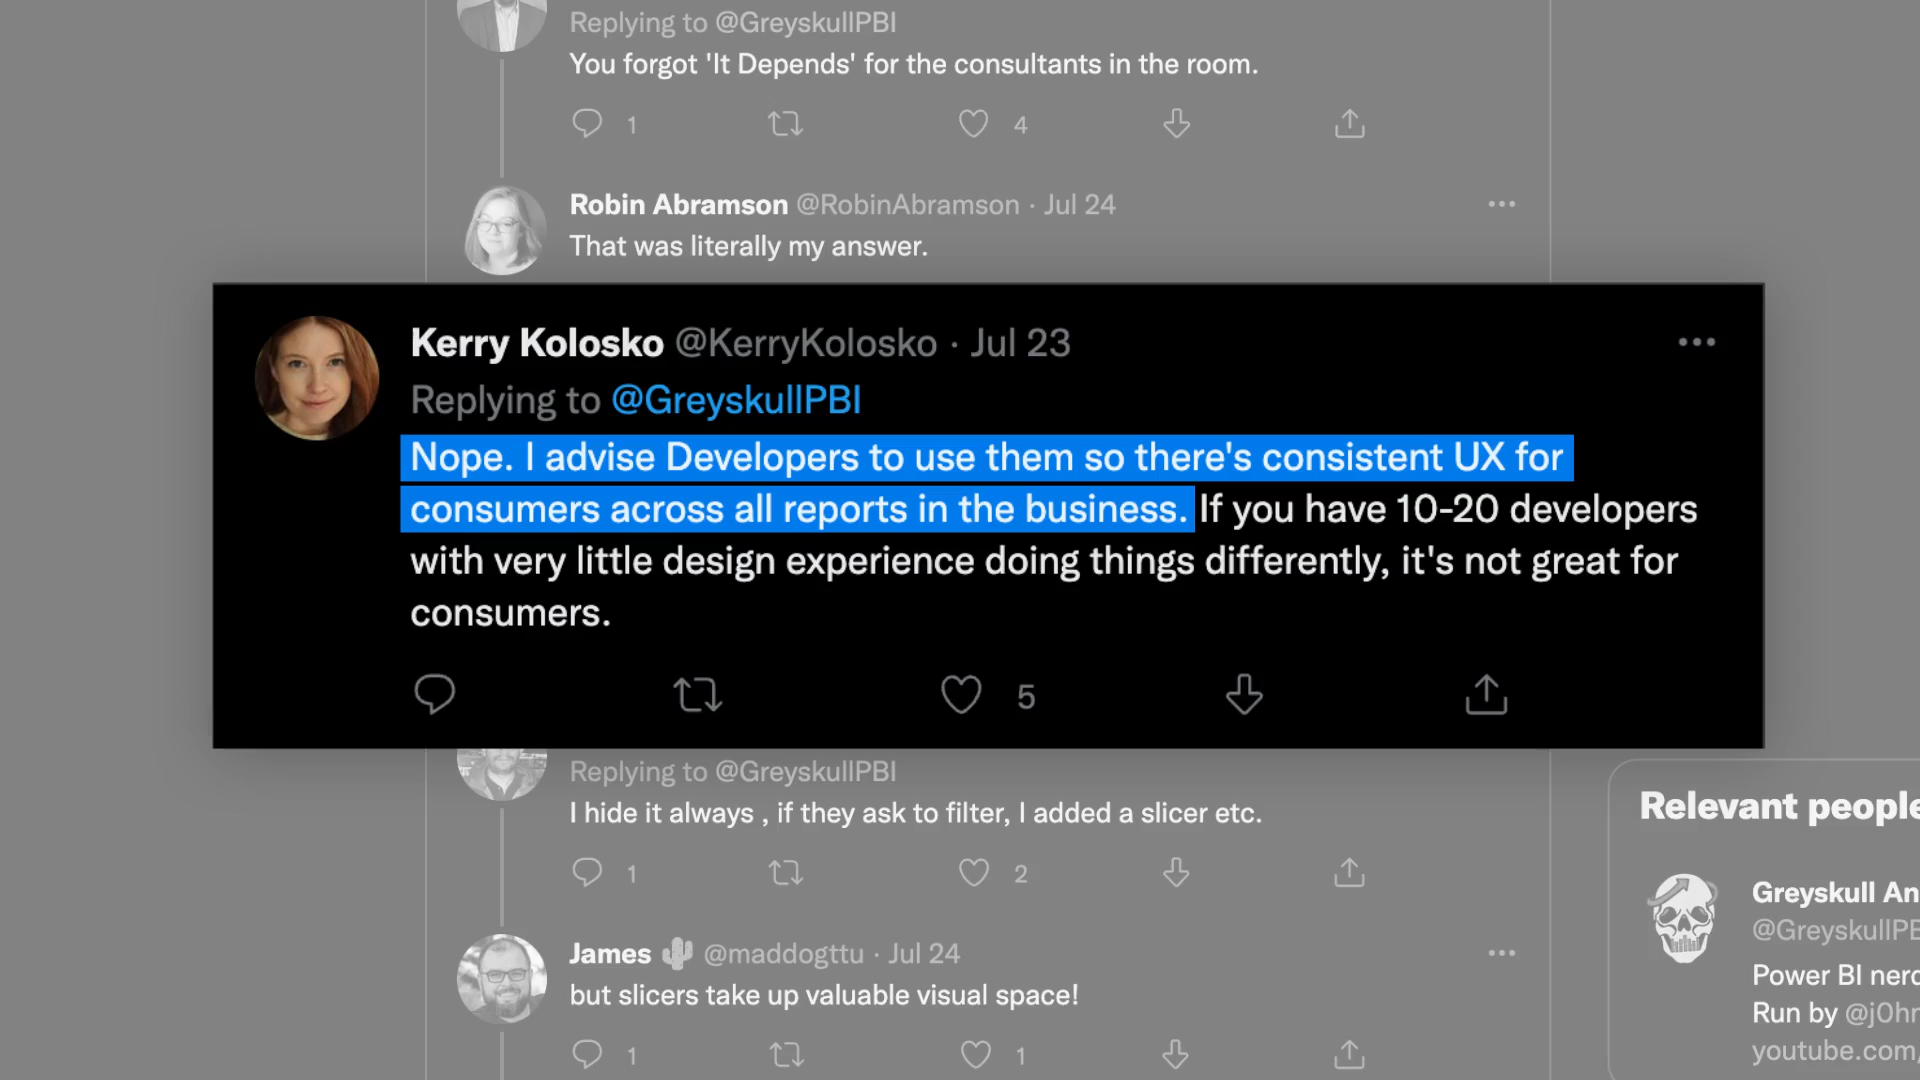 Replying to @GreyskullPBI
You forgot 'It Depends' for the consultants in the room.
1 4
Robin Abramson @RobinAbramson · Jul 24
That was literally my answer.
Kerry Kolosko @KerryKolosko · Jul 23
Replying to @GreyskullPBI
Nope. I advise Developers to use them so there's consistent UX for
consumers across all reports in the business. If you have 10-20 developers
with very little design experience doing things differently, it's not great for
consumers.
5
Replying to @GreyskullPBI
I hide it always , if they ask to filter, I added a slicer etc.
1 2
James 🌵 @maddogttu · Jul 24
but slicers take up valuable visual space!
1 1
Relevant people
Greyskull An
@GreyskullPB
Power BI nerd
Run by @j0hn
youtube.com/